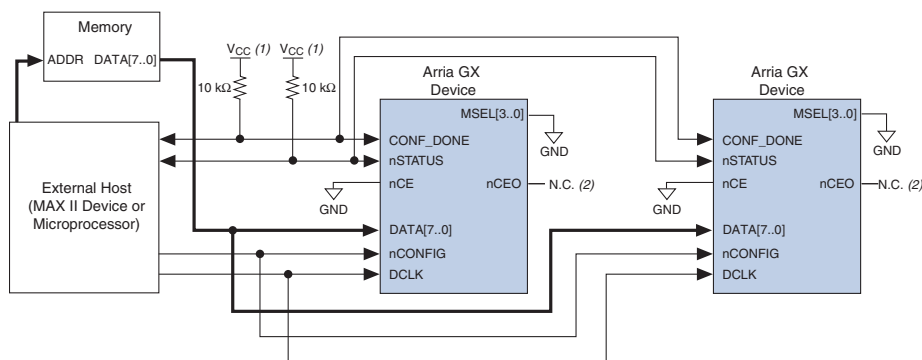 Memory
ADDR DATA[7..0]
VCC (1)
VCC (1)
10 kΩ
10 kΩ
Arria GX
Device
MSEL[3..0]
GND
CONF_DONE
nSTATUS
nCE
nCEO
N.C. (2)
GND
DATA[7..0]
nCONFIG
DCLK
External Host
(MAX II Device or
Microprocessor)
Arria GX
Device
MSEL[3..0]
GND
CONF_DONE
nSTATUS
nCE
nCEO
N.C. (2)
GND
DATA[7..0]
nCONFIG
DCLK